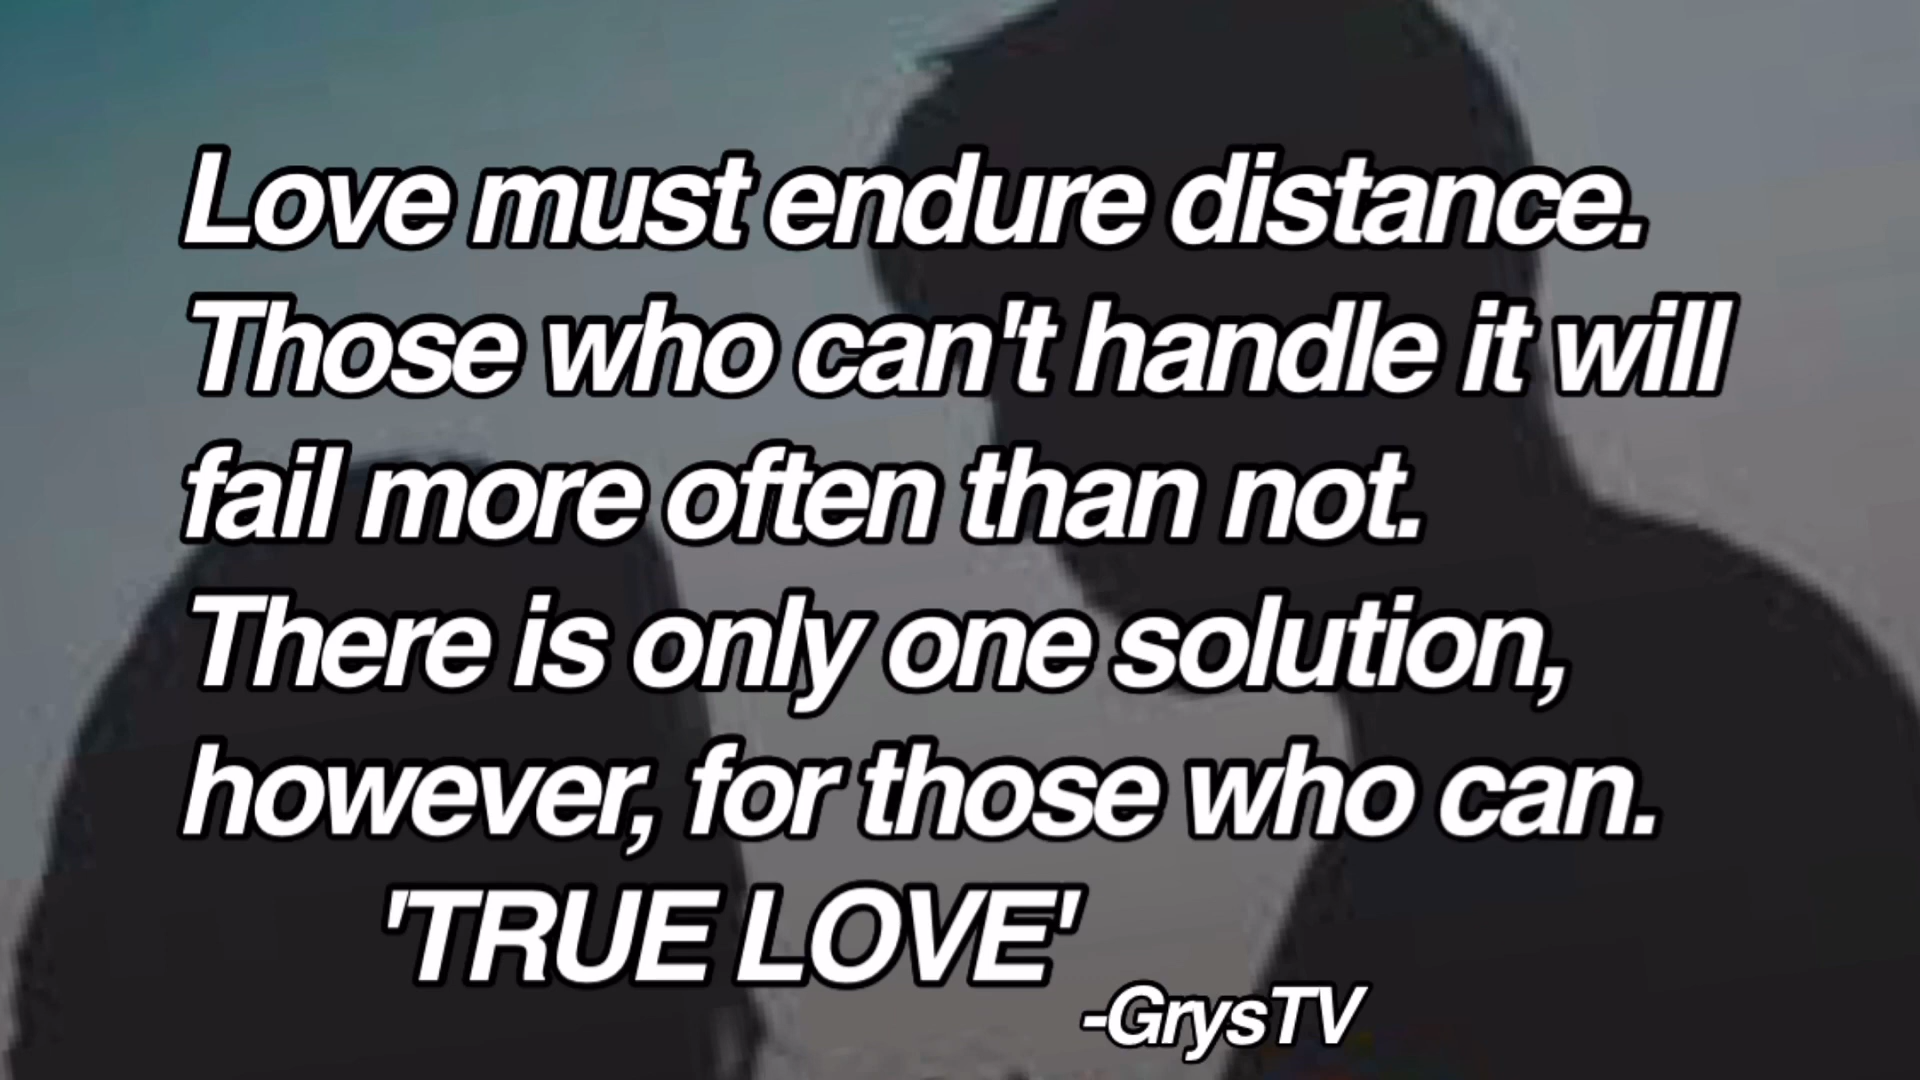 Love must endure distance.
Those who can't handle it will
fail more often than not.
There is only one solution,
however, for those who can.
'TRUE LOVE'
-GrysTV